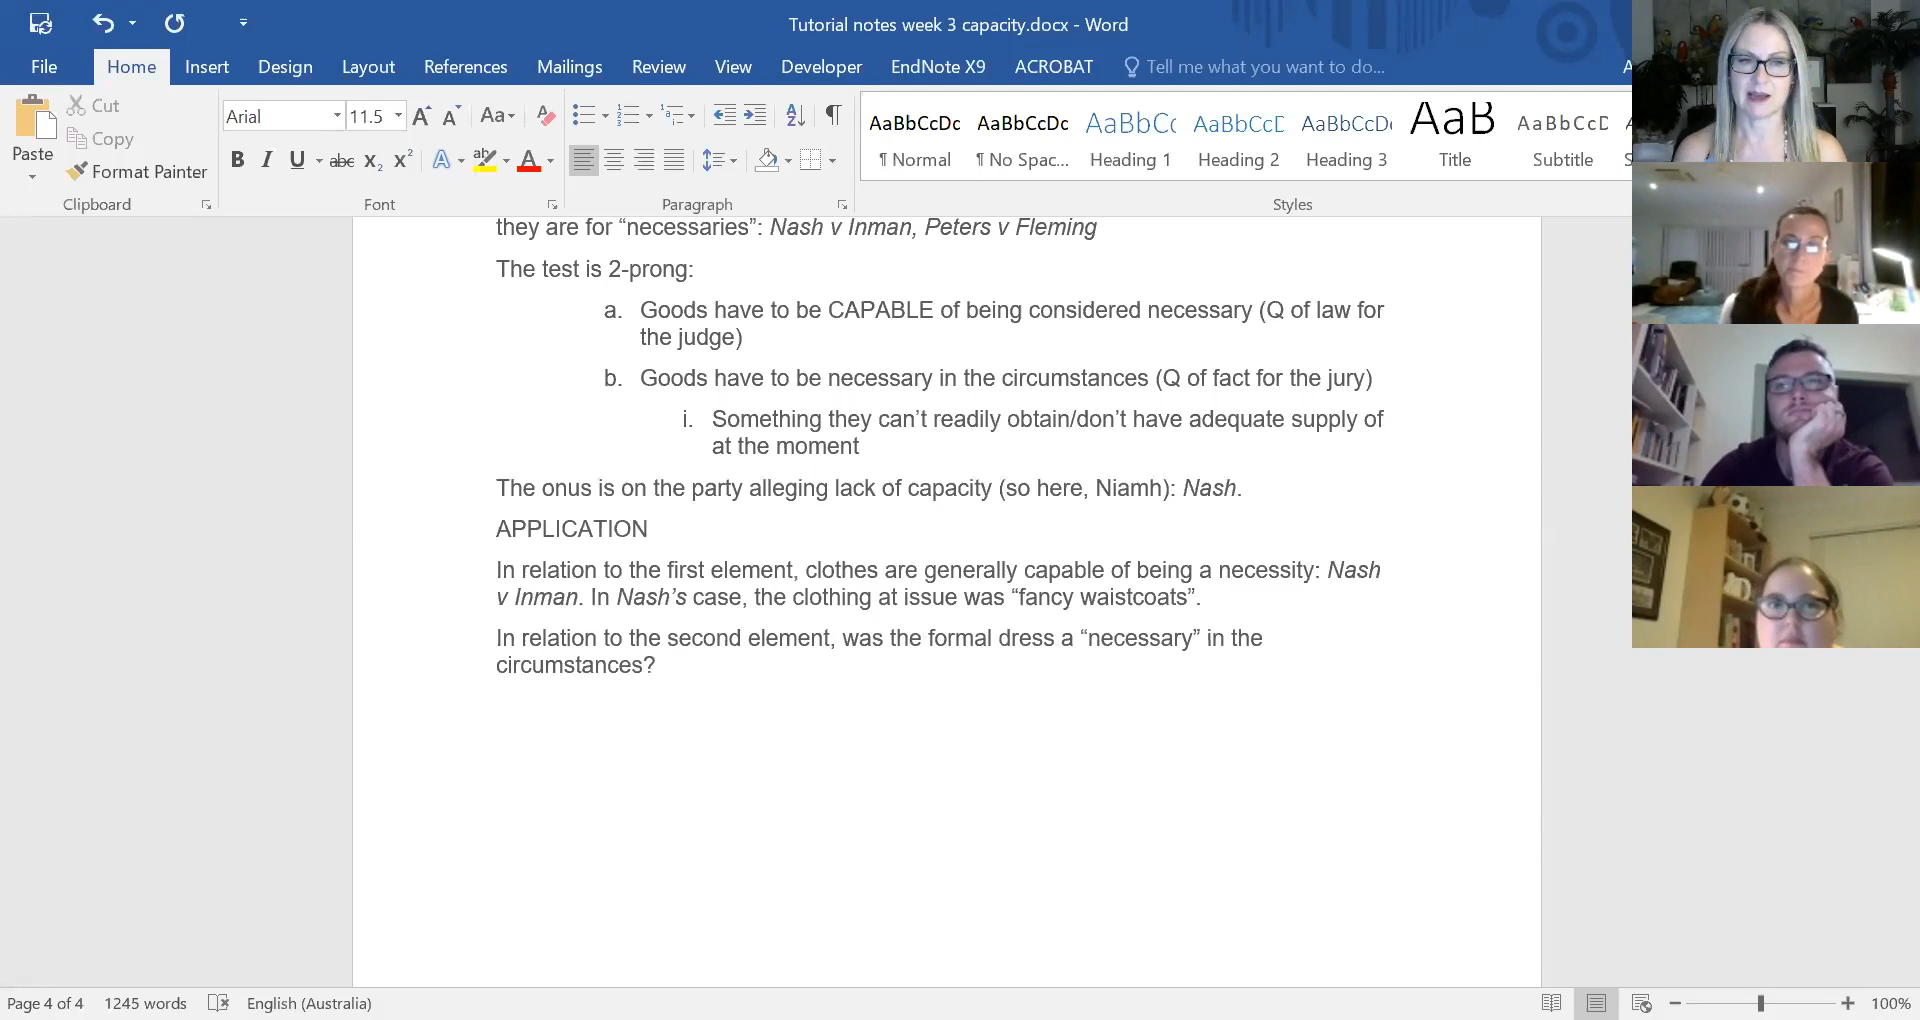 Tutorial notes week 3 capacity.docx - Word
File Home Insert Design Layout References Mailings Review View Developer EndNote X9 ACROBAT Tell me what you want to do... A
Paste
Cut
Copy
Format Painter
Clipboard
Arial 11.5
Aa
B I U abc X₂ X² A ab A
Font
A Z ¶
Paragraph
AaBbCcDc AaBbCcDc AaBbCc AaBbCcD AaBbCcDc AaB AaBbCcD
¶ Normal ¶ No Spac... Heading 1 Heading 2 Heading 3 Title Subtitle S
Styles
they are for “necessaries”: Nash v Inman, Peters v Fleming
The test is 2-prong:
a. Goods have to be CAPABLE of being considered necessary (Q of law for
the judge)
b. Goods have to be necessary in the circumstances (Q of fact for the jury)
i. Something they can’t readily obtain/don’t have adequate supply of
at the moment
The onus is on the party alleging lack of capacity (so here, Niamh): Nash.
APPLICATION
In relation to the first element, clothes are generally capable of being a necessity: Nash
v Inman. In Nash’s case, the clothing at issue was “fancy waistcoats”.
In relation to the second element, was the formal dress a “necessary” in the
circumstances?
Page 4 of 4 1245 words English (Australia) 100%